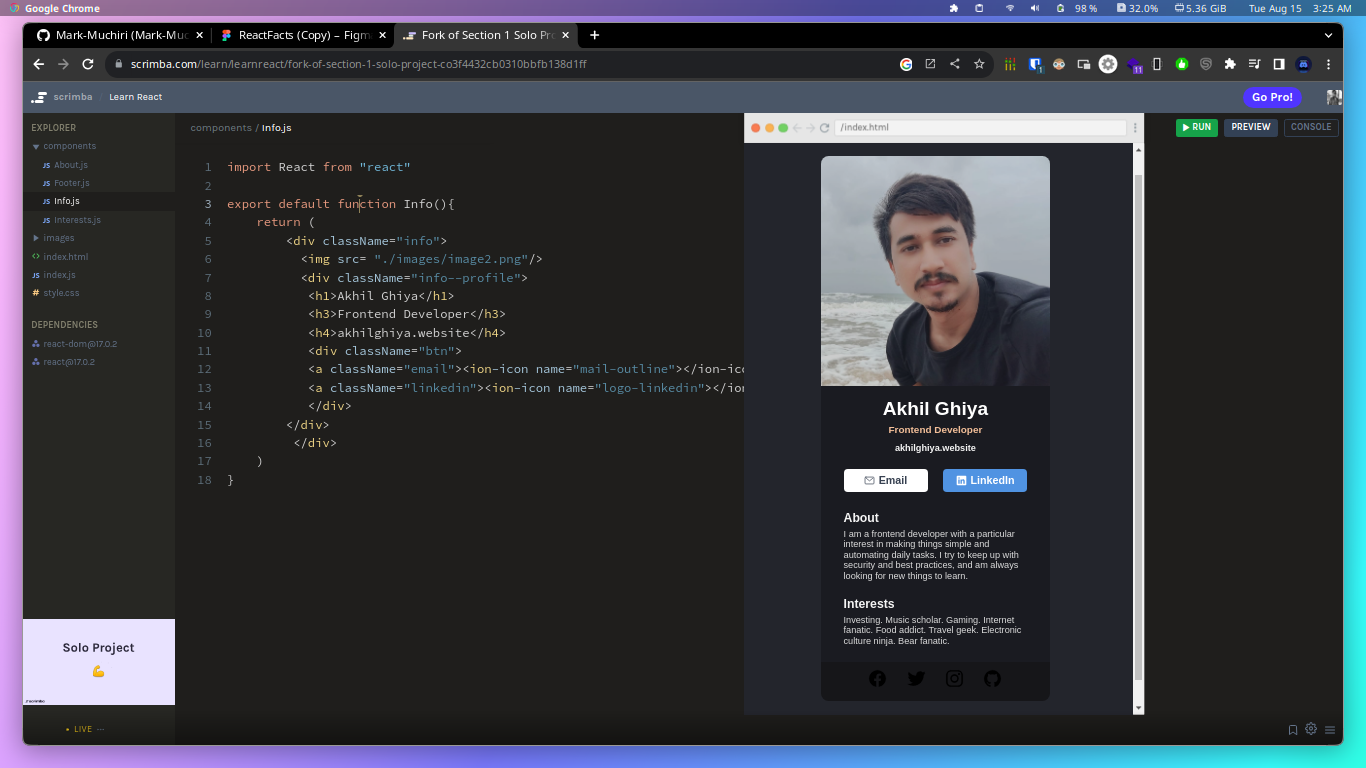 Google Chrome
98 %
32.0%
5.36 GiB
Tue Aug 15
3:25 AM
Mark-Muchiri (Mark-Muc
ReactFacts (Copy) – Figm
Fork of Section 1 Solo Pro
scrimba.com/learn/learnreact/fork-of-section-1-solo-project-co3f4432cb0310bbfb138d1ff
1
11
scrimba / Learn React
Go Pro!
EXPLORER
components
JS About.js
JS Footer.js
JS Info.js
JS Interests.js
images
<> index.html
JS index.js
# style.css
DEPENDENCIES
react-dom@17.0.2
react@17.0.2
Solo Project
• LIVE ···
components / Info.js
1 import React from "react"
2
3 export default function Info(){
4 return (
5 <div className="info">
6 <img src= "./images/image2.png"/>
7 <div className="info--profile">
8 <h1>Akhil Ghiya</h1>
9 <h3>Frontend Developer</h3>
10 <h4>akhilghiya.website</h4>
11 <div className="btn">
12 <a className="email"><ion-icon name="mail-outline"></ion-ico
13 <a className="linkedin"><ion-icon name="logo-linkedin"></ion
14 </div>
15 </div>
16 </div>
17 )
18 }
/index.html
RUN
PREVIEW
CONSOLE
Akhil Ghiya
Frontend Developer
akhilghiya.website
Email
LinkedIn
About
I am a frontend developer with a particular
interest in making things simple and
automating daily tasks. I try to keep up with
security and best practices, and am always
looking for new things to learn.
Interests
Investing. Music scholar. Gaming. Internet
fanatic. Food addict. Travel geek. Electronic
culture ninja. Bear fanatic.